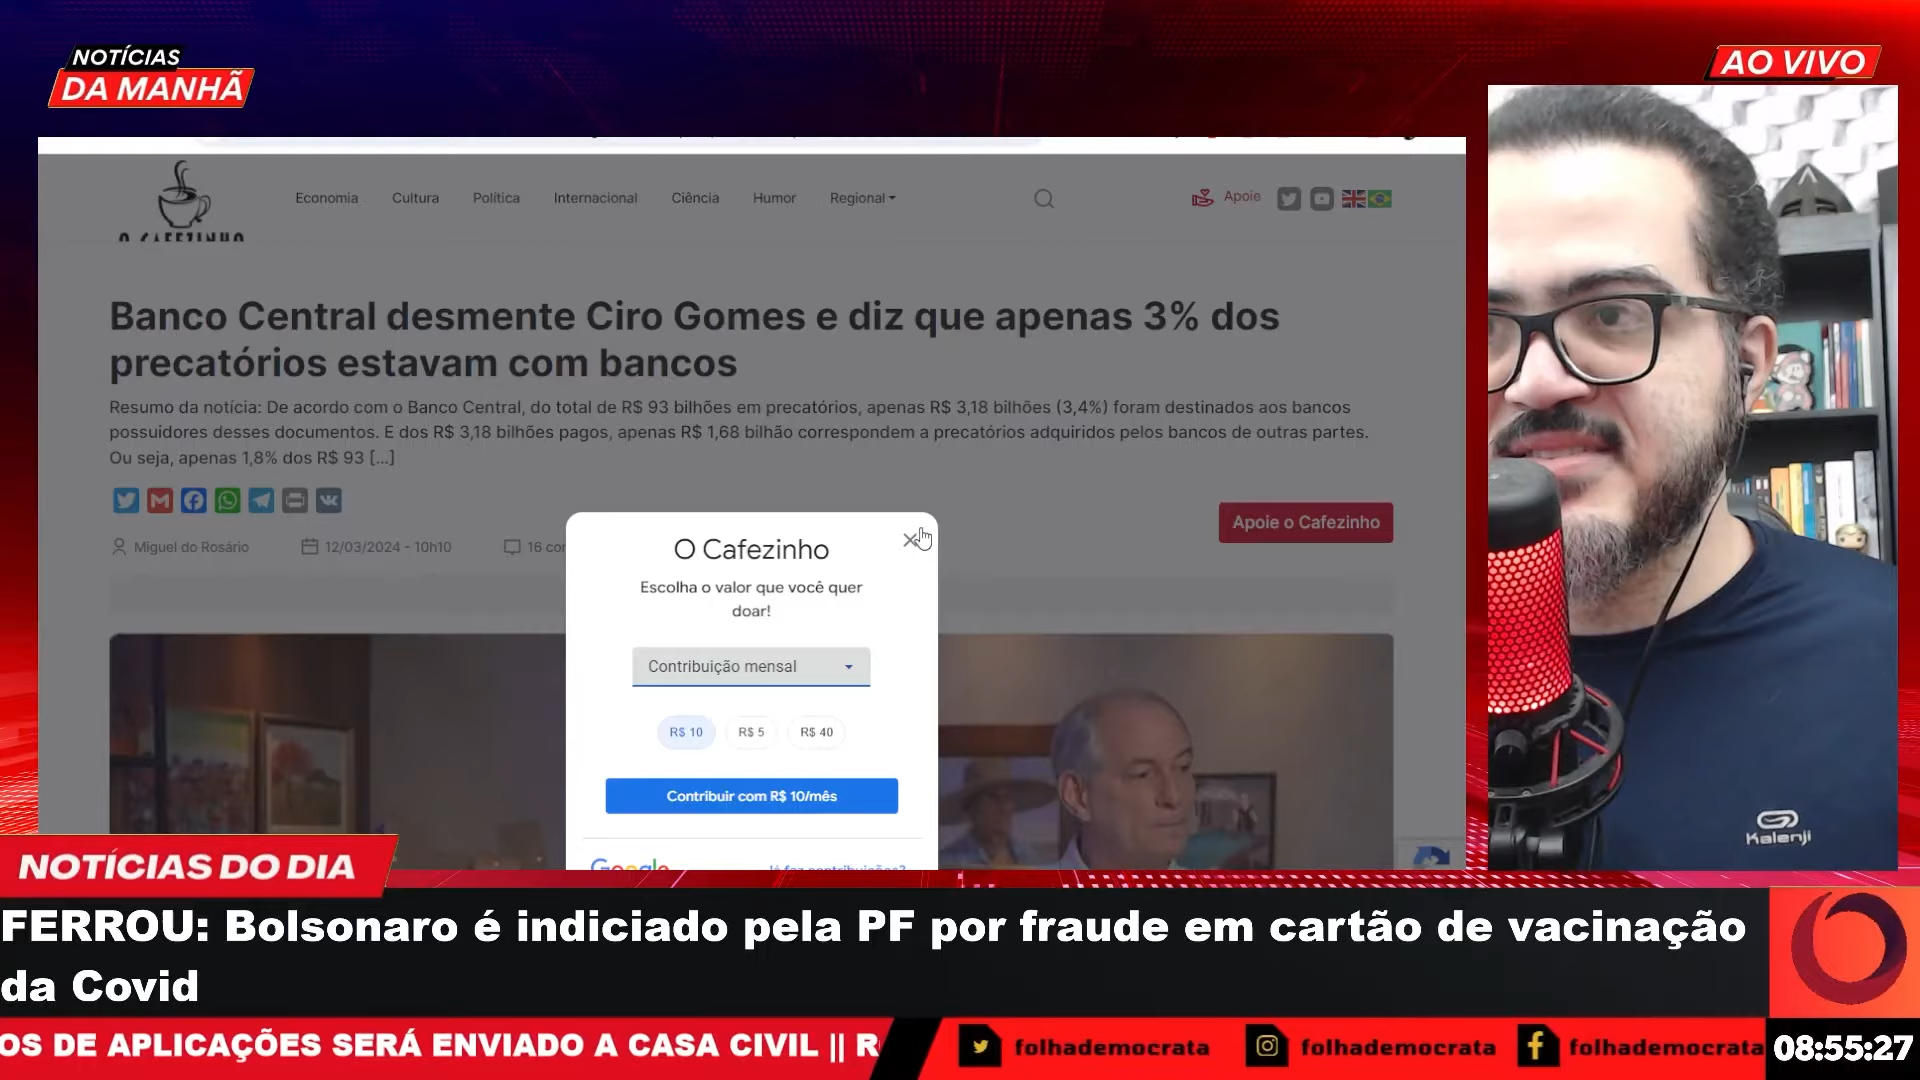 NOTÍCIAS
DA MANHÃ
AO VIVO
O CAFEZINHO
Economia
Cultura
Política
Internacional
Ciência
Humor
Regional
Apoie
Banco Central desmente Ciro Gomes e diz que apenas 3% dos
precatórios estavam com bancos
Resumo da notícia: De acordo com o Banco Central, do total de R$ 93 bilhões em precatórios, apenas R$ 3,18 bilhões (3,4%) foram destinados aos bancos
possuidores desses documentos. E dos R$ 3,18 bilhões pagos, apenas R$ 1,68 bilhão correspondem a precatórios adquiridos pelos bancos de outras partes.
Ou seja, apenas 1,8% dos R$ 93 [...]
Apoie o Cafezinho
Miguel do Rosário
12/03/2024 - 10h10
16 co
O Cafezinho
Escolha o valor que você quer
doar!
Contribuição mensal
R$ 10
R$ 5
R$ 40
Contribuir com R$ 10/mês
Google
Já faz contribuições?
Kalenji
NOTÍCIAS DO DIA
FERROU: Bolsonaro é indiciado pela PF por fraude em cartão de vacinação
da Covid
OS DE APLICAÇÕES SERÁ ENVIADO A CASA CIVIL || R
folhademocrata
folhademocrata
folhademocrata
08:55:27